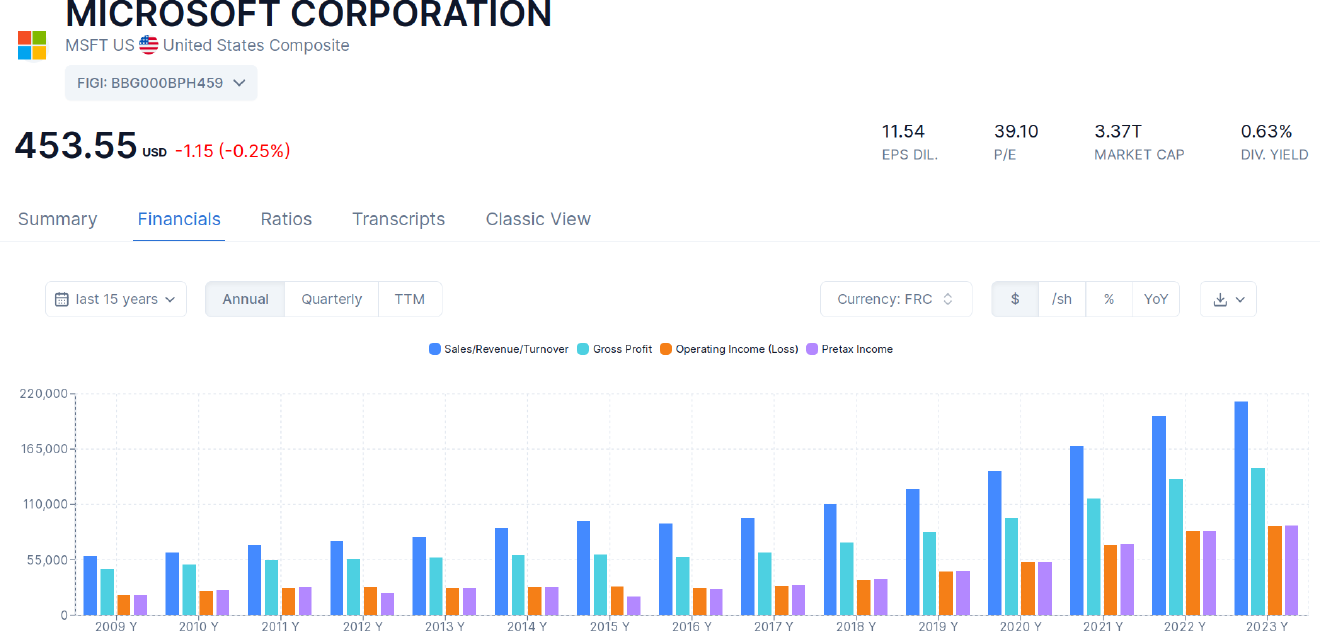 MICROSOFT CORPORATION
MSFT US United States Composite
FIGI: BBG000BPH459
453.55 USD -1.15 (-0.25%)
11.54 39.10 3.37T 0.63%
EPS DIL. P/E MARKET CAP DIV. YIELD
Summary Financials Ratios Transcripts Classic View
last 15 years Annual Quarterly TTM Currency: FRC $ /sh % YoY
Sales/Revenue/Turnover Gross Profit Operating Income (Loss) Pretax Income
220,000
165,000
110,000
55,000
0
2009 Y 2010 Y 2011 Y 2012 Y 2013 Y 2014 Y 2015 Y 2016 Y 2017 Y 2018 Y 2019 Y 2020 Y 2021 Y 2022 Y 2023 Y